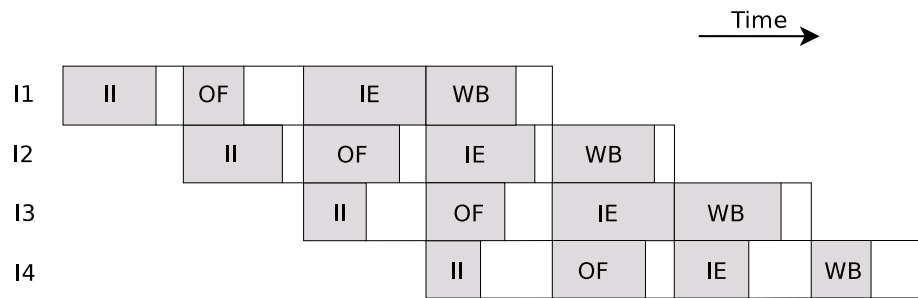 Time
I1 II OF IE WB
I2 II OF IE WB
I3 II OF IE WB
I4 II OF IE WB